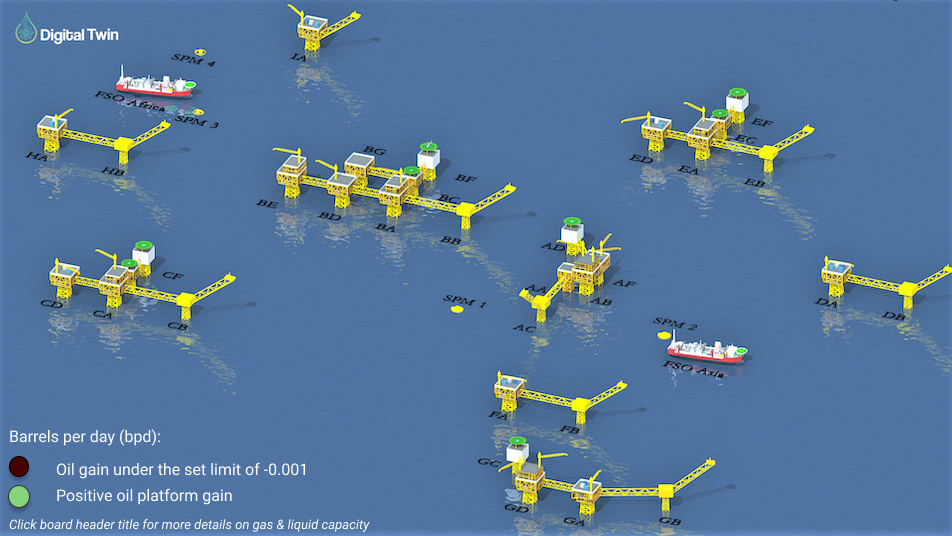 Digital Twin
IA
SPM 4
FSO Africa
SPM 3
HA
HB
BG
BF
BE
BD
BC
BA
BB
EF
EC
ED
EA
EB
AD
AF
AA
AB
AC
CF
CD
CA
CB
SPM 1
DA
DB
SPM 2
FSO Asia
FA
FB
GC
GD
GA
GB
Barrels per day (bpd):
Oil gain under the set limit of -0.001
Positive oil platform gain
Click board header title for more details on gas & liquid capacity